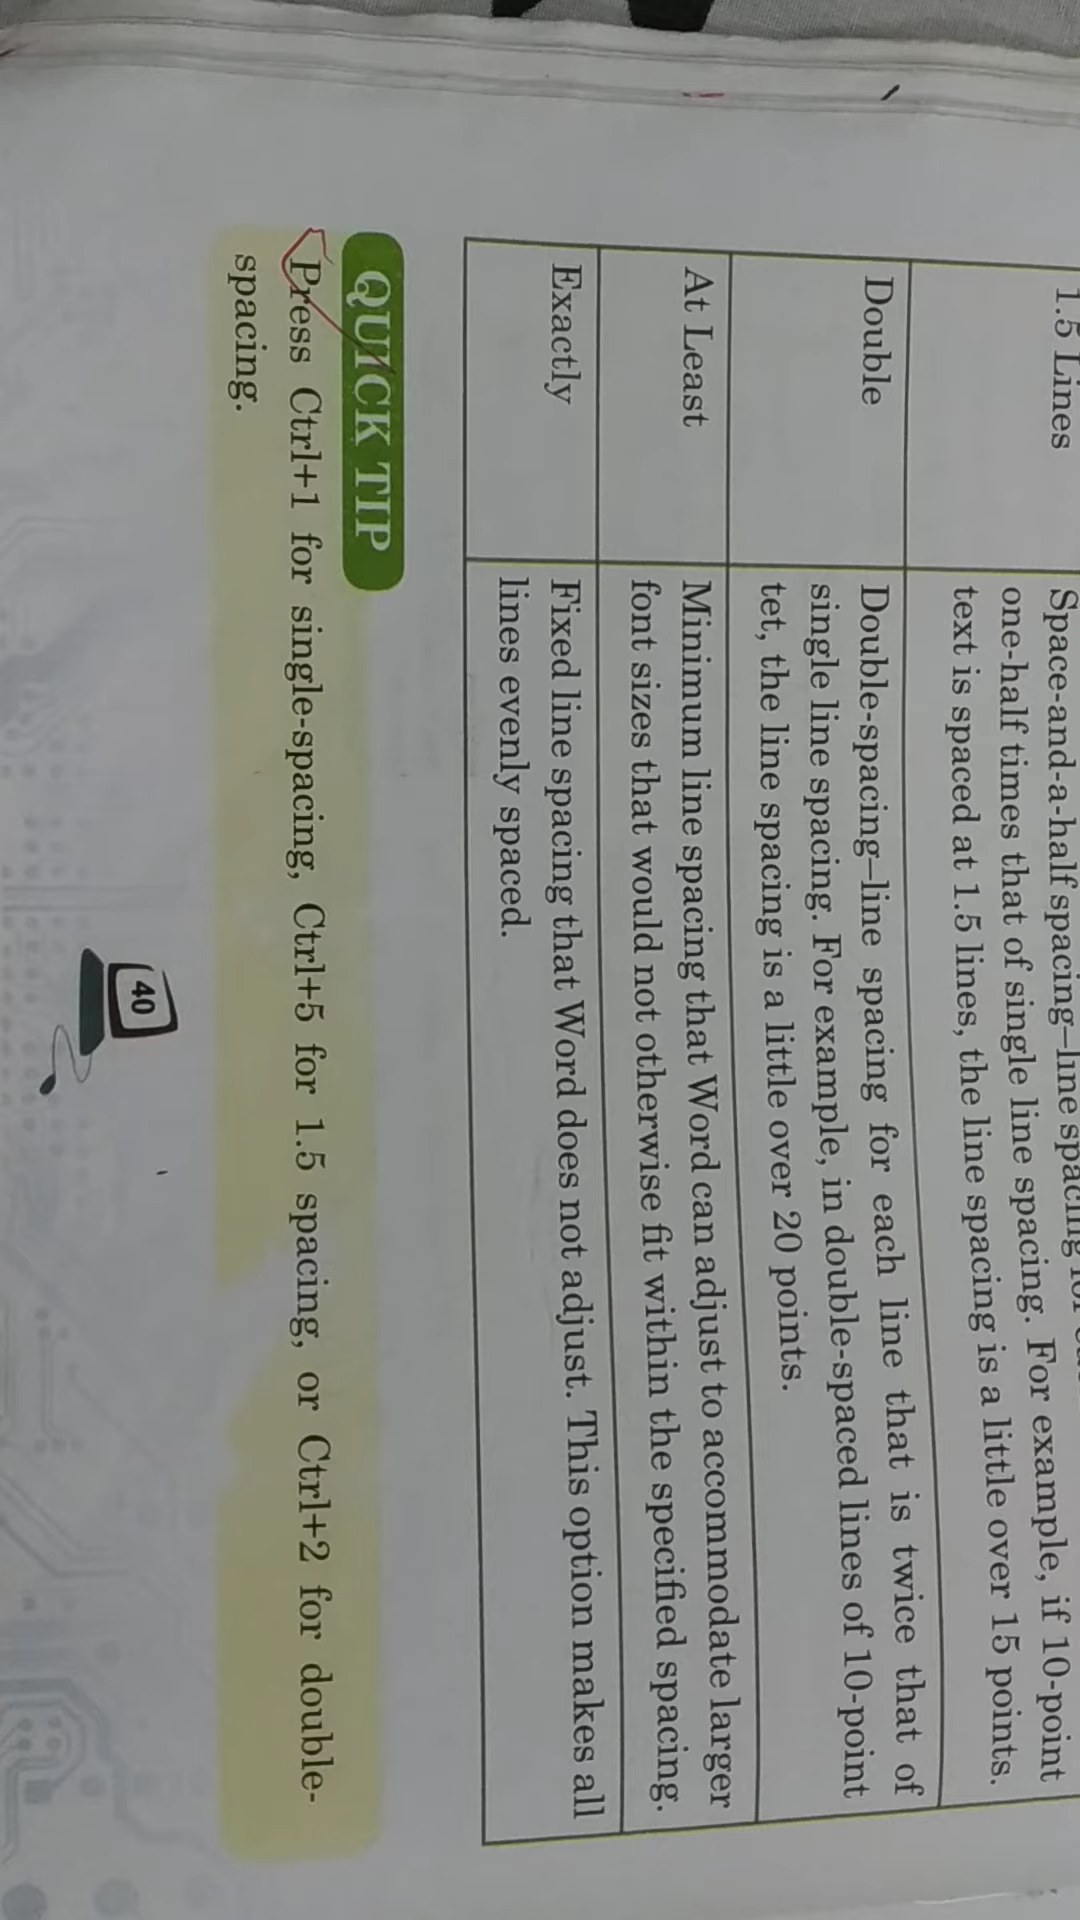 1.5 Lines
Space-and-a-half spacing–line spacing for
one-half times that of single line spacing. For example, if 10-point
text is spaced at 1.5 lines, the line spacing is a little over 15 points.
Double
Double-spacing–line spacing for each line that is twice that of
single line spacing. For example, in double-spaced lines of 10-point
tet, the line spacing is a little over 20 points.
At Least
Minimum line spacing that Word can adjust to accommodate larger
font sizes that would not otherwise fit within the specified spacing.
Exactly
Fixed line spacing that Word does not adjust. This option makes all
lines evenly spaced.
QUICK TIP
Press Ctrl+1 for single-spacing, Ctrl+5 for 1.5 spacing, or Ctrl+2 for double-
spacing.
40